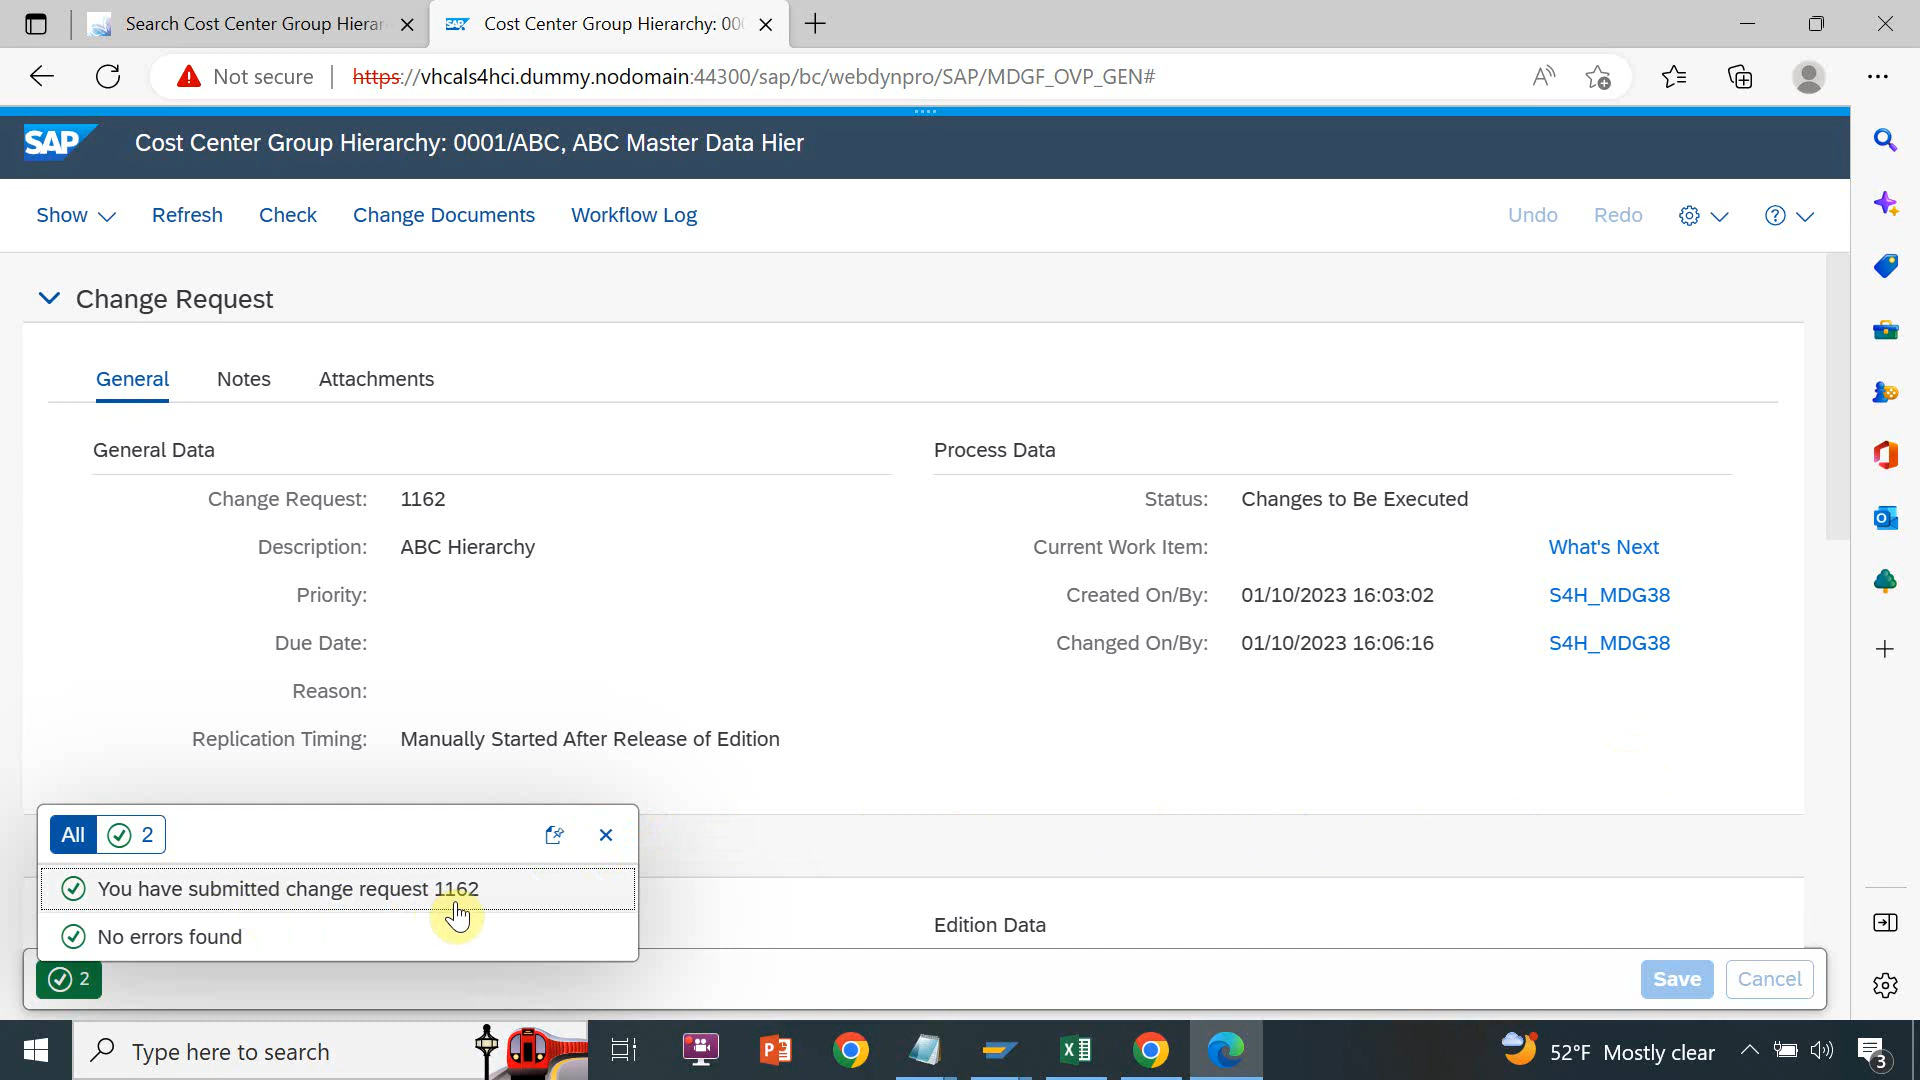 Search Cost Center Group Hierar
Cost Center Group Hierarchy: 00
Not secure
https://vhcals4hci.dummy.nodomain:44300/sap/bc/webdynpro/SAP/MDGF_OVP_GEN#
SAP Cost Center Group Hierarchy: 0001/ABC, ABC Master Data Hier
Show Refresh Check Change Documents Workflow Log Undo Redo
Change Request
General Notes Attachments
General Data
Change Request: 1162
Description: ABC Hierarchy
Priority:
Due Date:
Reason:
Replication Timing: Manually Started After Release of Edition
Process Data
Status: Changes to Be Executed
Current Work Item: What's Next
Created On/By: 01/10/2023 16:03:02 S4H_MDG38
Changed On/By: 01/10/2023 16:06:16 S4H_MDG38
All 2
You have submitted change request 1162
No errors found
Edition Data
2
Save Cancel
Type here to search
52°F Mostly clear
3